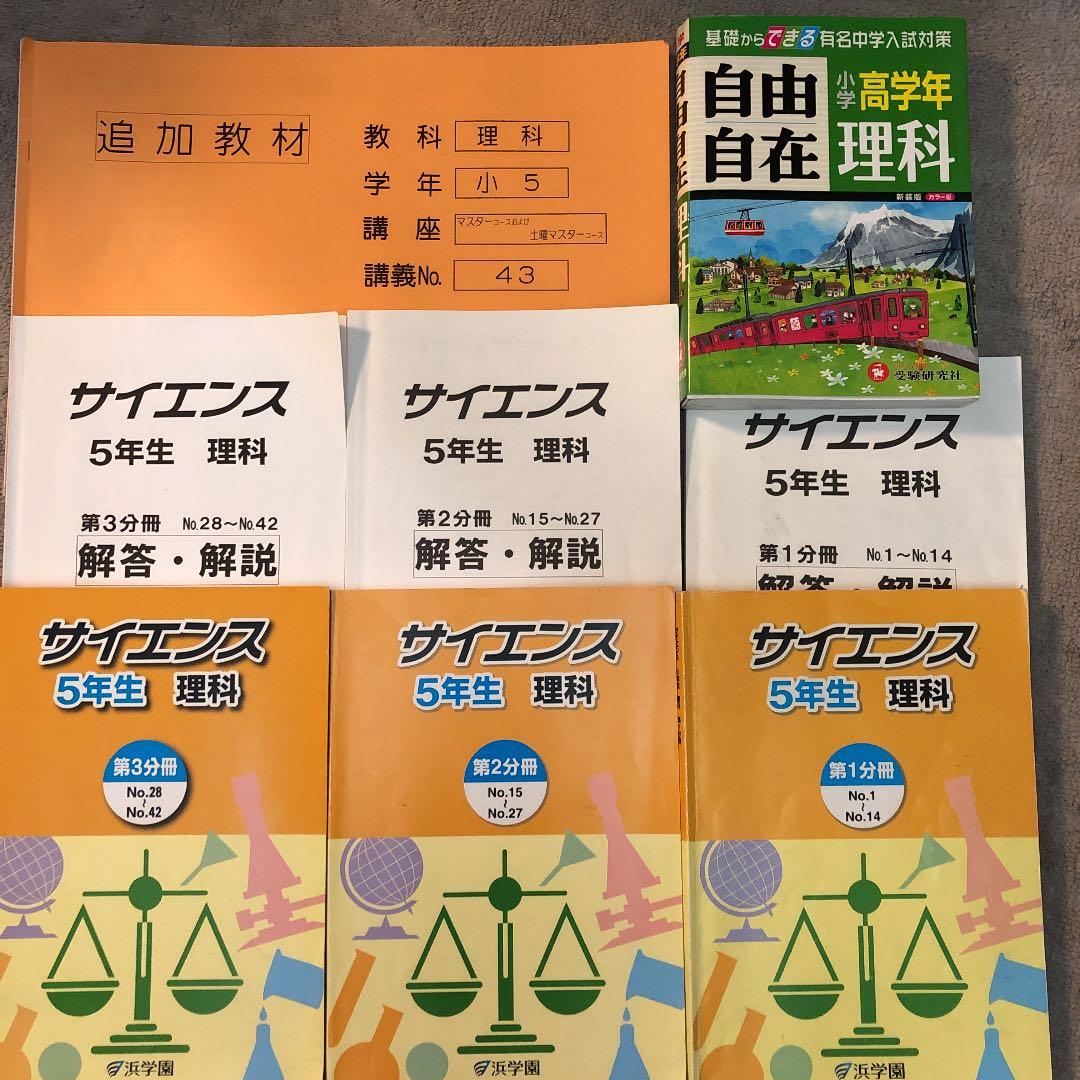 追加教材
教科 理科
学年 小5
講座 マスターコースおよび
土曜マスターコース
講義No. 43
基礎からできる有名中学入試対策
自由
自在
小学 高学年
理科
新装版 カラー版
受験研究社
サイエンス
5年生 理科
第3分冊 No.28～No.42
解答・解説
サイエンス
5年生 理科
第2分冊 No.15～No.27
解答・解説
サイエンス
5年生 理科
第1分冊 No.1～No.14
解答・解説
サイエンス
5年生 理科
第3分冊
No.28
～
No.42
浜学園
サイエンス
5年生 理科
第2分冊
No.15
～
No.27
浜学園
サイエンス
5年生 理科
第1分冊
No.1
～
No.14
浜学園